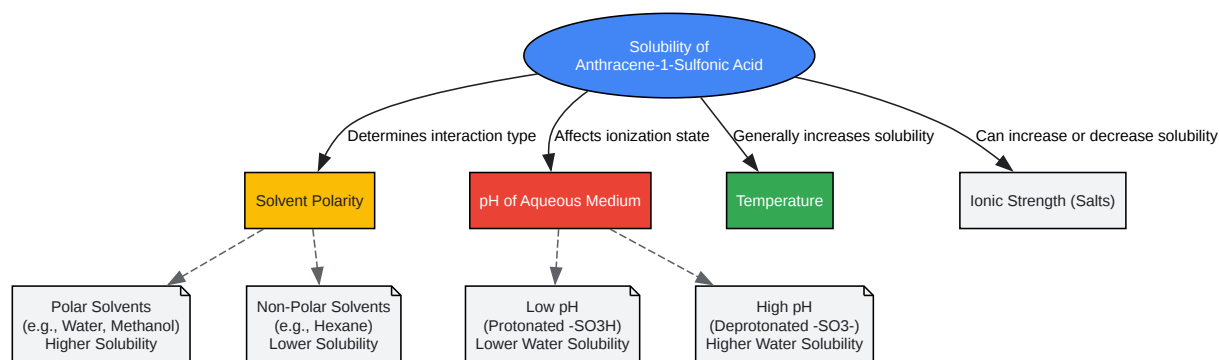 Solubility of
Anthracene-1-Sulfonic Acid
Determines interaction type
Affects ionization state
Generally increases solubility
Can increase or decrease solubility
Solvent Polarity
pH of Aqueous Medium
Temperature
Ionic Strength (Salts)
Polar Solvents
(e.g., Water, Methanol)
Higher Solubility
Non-Polar Solvents
(e.g., Hexane)
Lower Solubility
Low pH
(Protonated -SO3H)
Lower Water Solubility
High pH
(Deprotonated -SO3-)
Higher Water Solubility